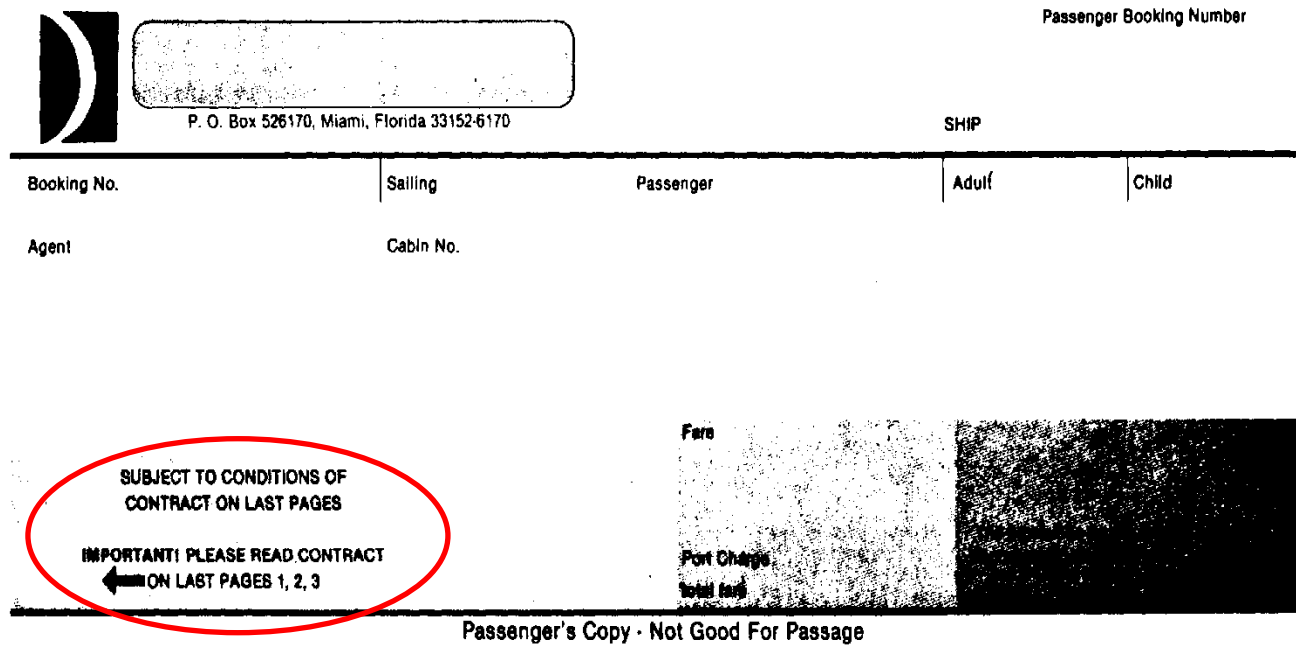 Passenger Booking Number
P. O. Box 526170, Miami, Florida 33152-6170
SHIP
Booking No.
Sailing
Passenger
Adult
Child
Agent
Cabin No.
Fare
SUBJECT TO CONDITIONS OF
CONTRACT ON LAST PAGES
IMPORTANT! PLEASE READ CONTRACT
ON LAST PAGES 1, 2, 3
Port Charge
Total fare
Passenger's Copy - Not Good For Passage